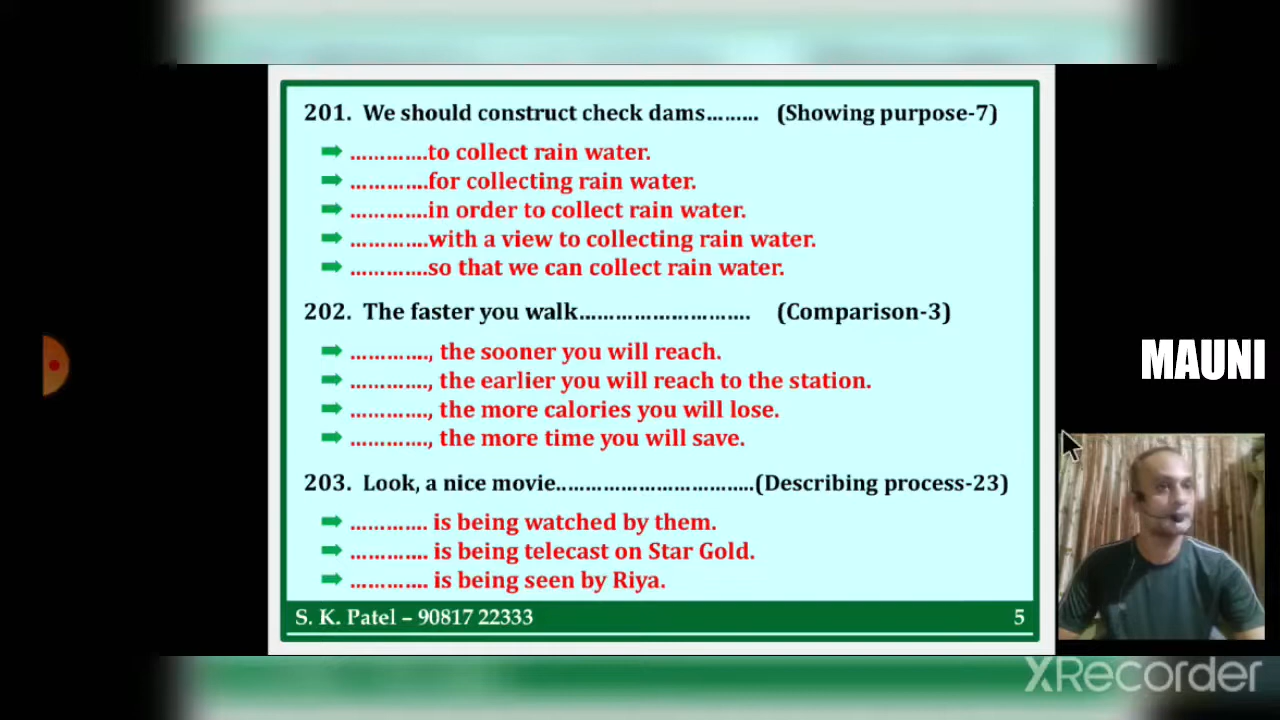 201. We should construct check dams......... (Showing purpose-7)
➡ .............to collect rain water.
➡ .............for collecting rain water.
➡ .............in order to collect rain water.
➡ .............with a view to collecting rain water.
➡ .............so that we can collect rain water.
202. The faster you walk............................ (Comparison-3)
➡ ............., the sooner you will reach.
➡ ............., the earlier you will reach to the station.
➡ ............., the more calories you will lose.
➡ ............., the more time you will save.
203. Look, a nice movie.................................(Describing process-23)
➡ ............. is being watched by them.
➡ ............. is being telecast on Star Gold.
➡ ............. is being seen by Riya.
S. K. Patel – 90817 22333 5
MAUNI
XRecorder